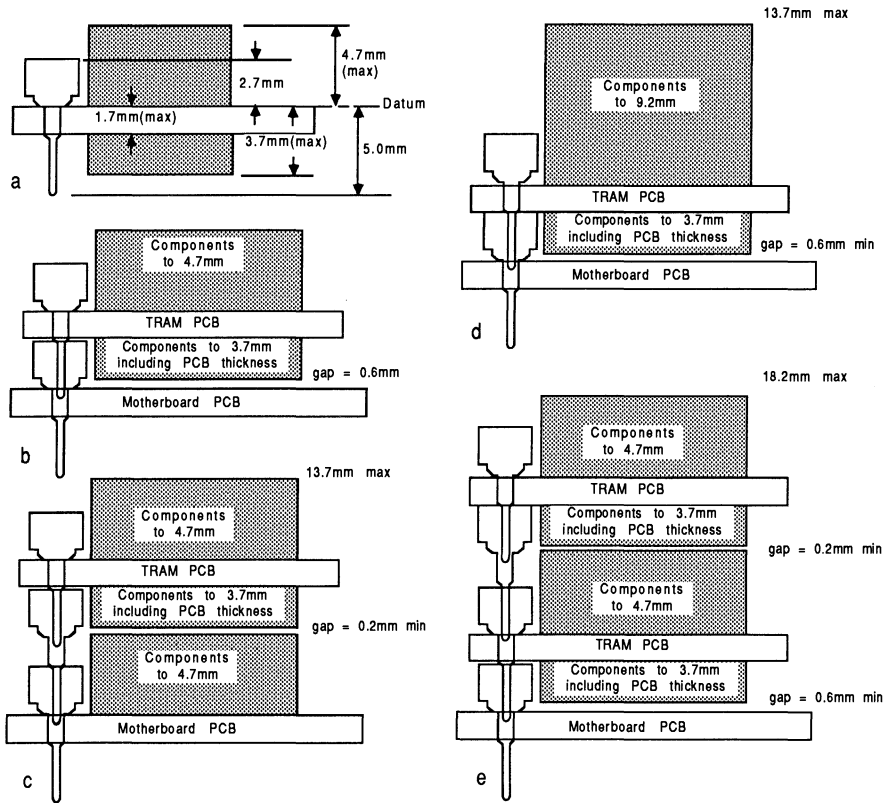 4.7mm
(max)
2.7mm
Datum
1.7mm(max)
3.7mm(max)
5.0mm
a
Components
to 4.7mm
TRAM PCB
Components to 3.7mm
including PCB thickness
gap = 0.6mm
Motherboard PCB
b
13.7mm max
Components
to 4.7mm
TRAM PCB
Components to 3.7mm
including PCB thickness
gap = 0.2mm min
Components
to 4.7mm
Motherboard PCB
c
13.7mm max
Components
to 9.2mm
TRAM PCB
Components to 3.7mm
including PCB thickness
gap = 0.6mm min
Motherboard PCB
d
18.2mm max
Components
to 4.7mm
TRAM PCB
Components to 3.7mm
including PCB thickness
gap = 0.2mm min
Components
to 4.7mm
TRAM PCB
Components to 3.7mm
including PCB thickness
gap = 0.6mm min
Motherboard PCB
e